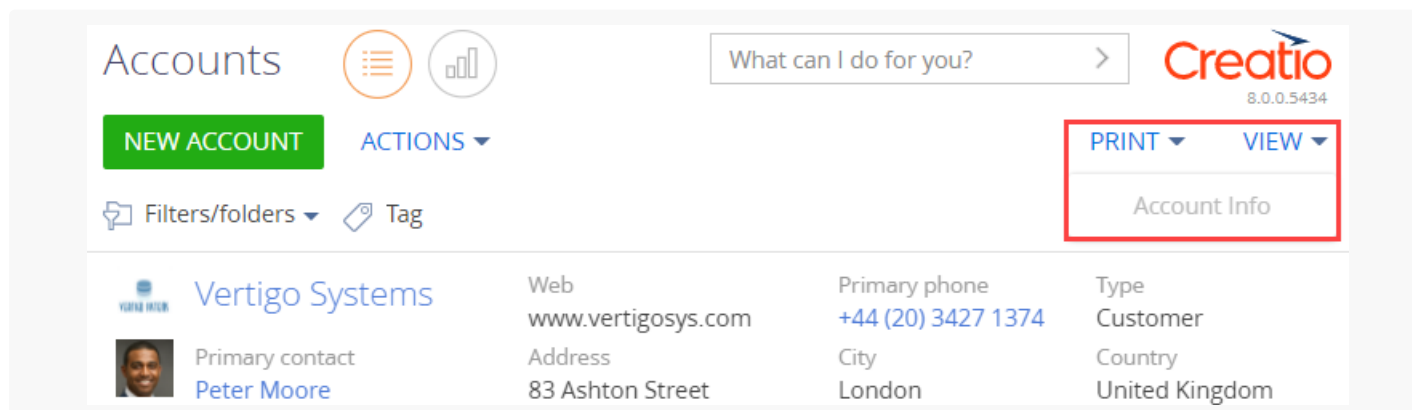 Accounts
What can I do for you?
Creatio
8.0.0.5434
NEW ACCOUNT
ACTIONS
PRINT
VIEW
Account Info
Filters/folders
Tag
Vertigo Systems
Web
www.vertigosys.com
Primary phone
+44 (20) 3427 1374
Type
Customer
Primary contact
Peter Moore
Address
83 Ashton Street
City
London
Country
United Kingdom